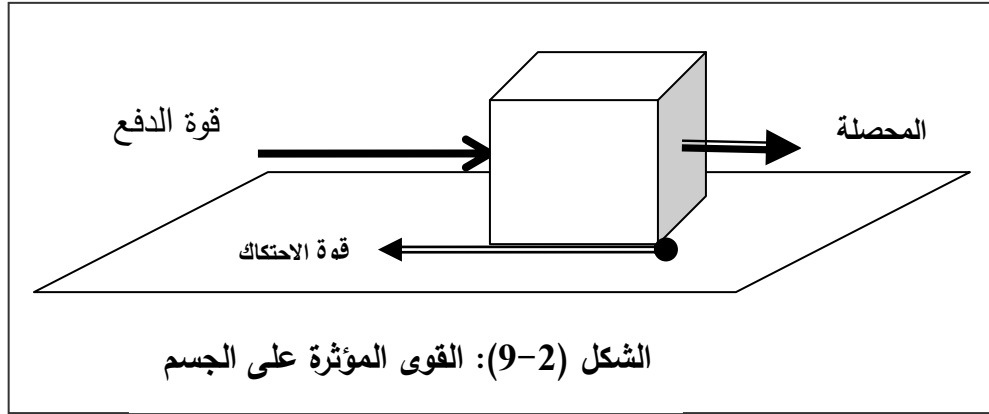 قوة الدفع
المحصلة
قوة الاحتكاك
الشكل (2-9): القوى المؤثرة على الجسم